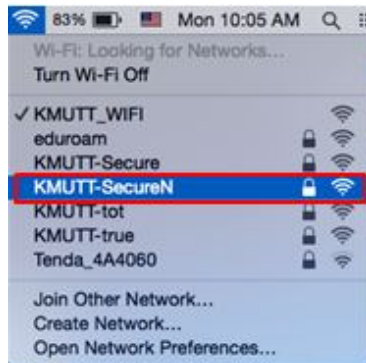 83% Mon 10:05 AM
Wi-Fi: Looking for Networks...
Turn Wi-Fi Off
KMUTT_WIFI
eduroam
KMUTT-Secure
KMUTT-SecureN
KMUTT-tot
KMUTT-true
Tenda_4A4060
Join Other Network...
Create Network...
Open Network Preferences...